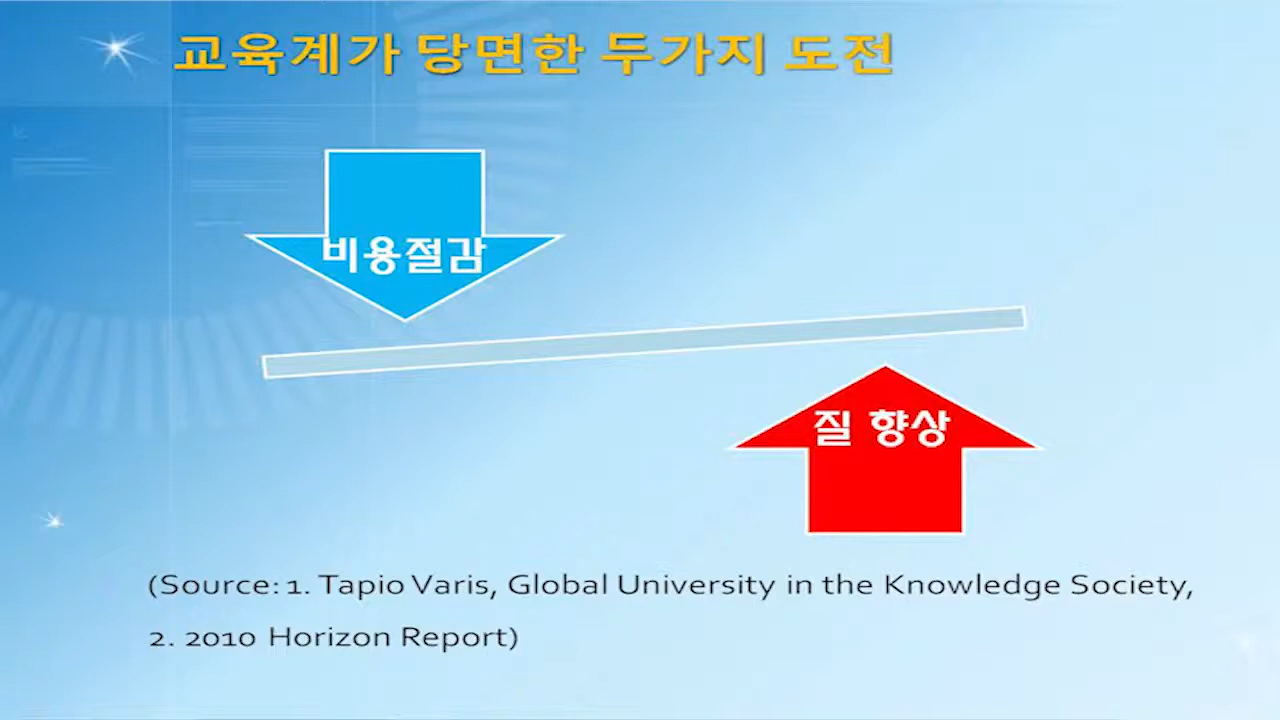 교육계가 당면한 두가지 도전
비용절감
질 향상
(Source: 1. Tapio Varis, Global University in the Knowledge Society,
2. 2010 Horizon Report)